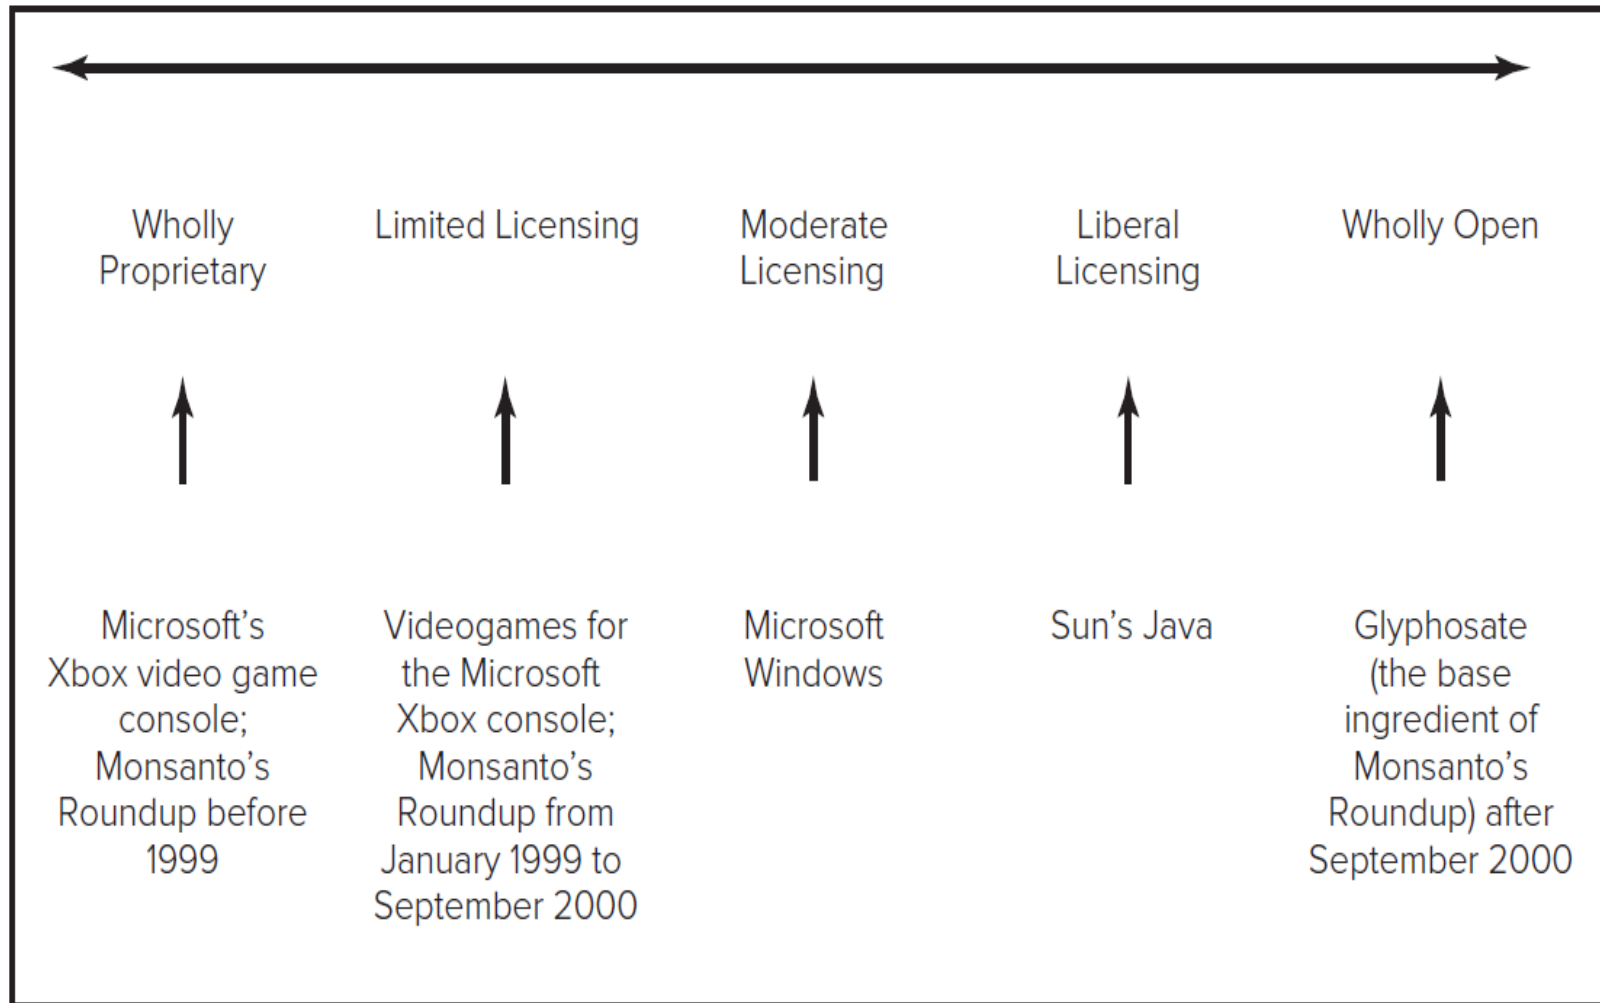 Wholly
Proprietary
Limited Licensing
Moderate
Licensing
Liberal
Licensing
Wholly Open
Microsoft’s
Xbox video game
console;
Monsanto’s
Roundup before
1999
Videogames for
the Microsoft
Xbox console;
Monsanto’s
Roundup from
January 1999 to
September 2000
Microsoft
Windows
Sun’s Java
Glyphosate
(the base
ingredient of
Monsanto’s
Roundup) after
September 2000